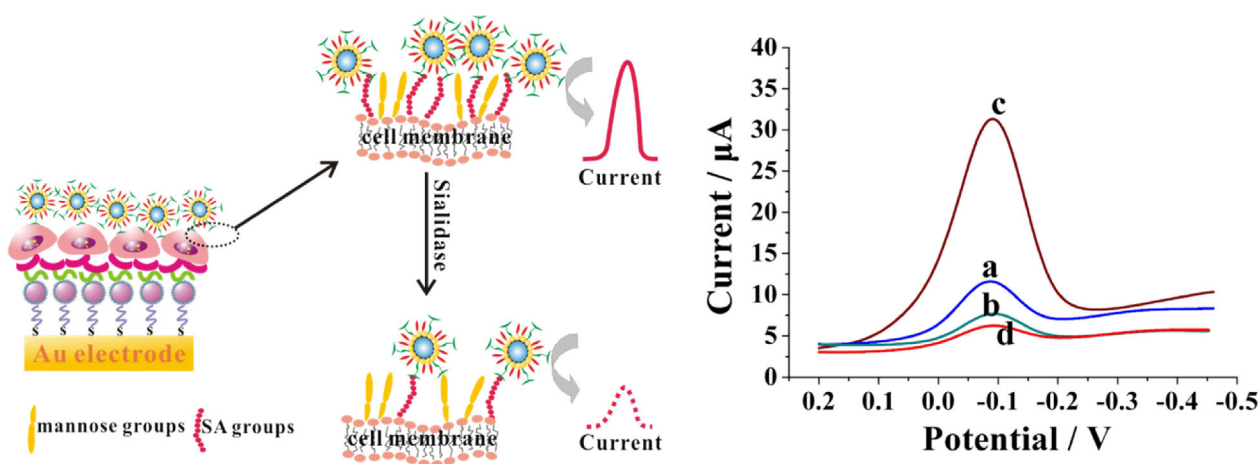 cell membrane
Current
Sialidase
s s s s s s
Au electrode
mannose groups
SA groups
cell membrane
Current
40
35
30
25
20
15
10
5
0
Current / μA
c
a
b
d
0.2 0.1 0.0 -0.1 -0.2 -0.3 -0.4 -0.5
Potential / V